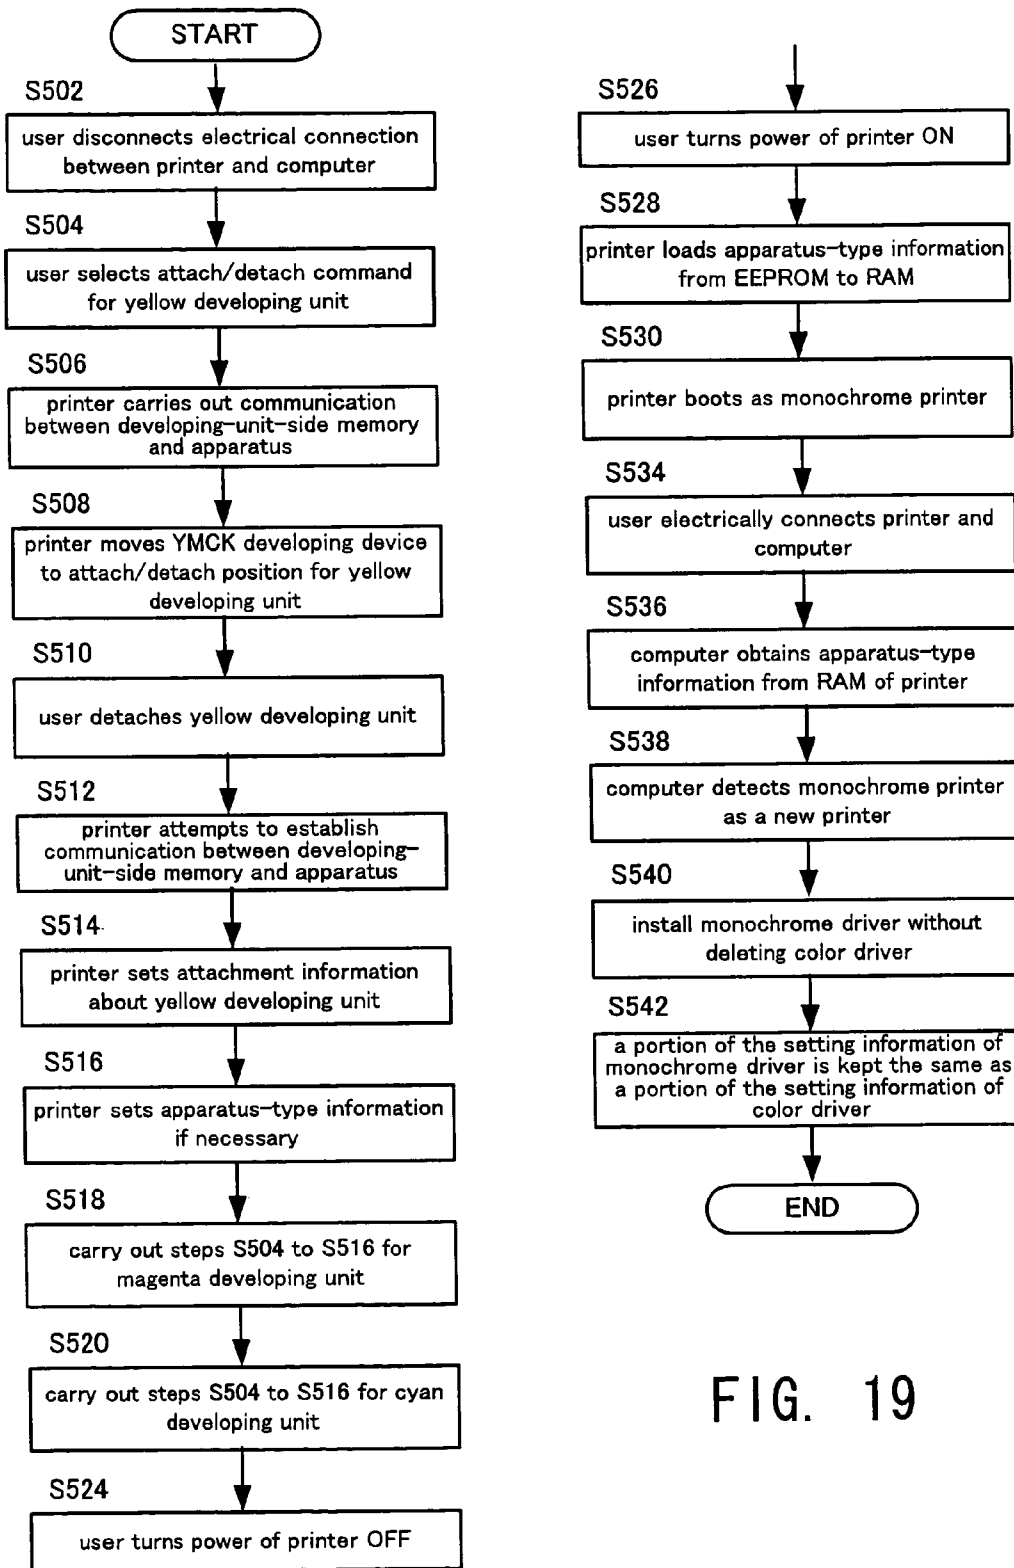 START
S502
user disconnects electrical connection
between printer and computer
S504
user selects attach/detach command
for yellow developing unit
S506
printer carries out communication
between developing-unit-side memory
and apparatus
S508
printer moves YMCK developing device
to attach/detach position for yellow
developing unit
S510
user detaches yellow developing unit
S512
printer attempts to establish
communication between developing-
unit-side memory and apparatus
S514
printer sets attachment information
about yellow developing unit
S516
printer sets apparatus-type information
if necessary
S518
carry out steps S504 to S516 for
magenta developing unit
S520
carry out steps S504 to S516 for cyan
developing unit
S524
user turns power of printer OFF
S526
user turns power of printer ON
S528
printer loads apparatus-type information
from EEPROM to RAM
S530
printer boots as monochrome printer
S534
user electrically connects printer and
computer
S536
computer obtains apparatus-type
information from RAM of printer
S538
computer detects monochrome printer
as a new printer
S540
install monochrome driver without
deleting color driver
S542
a portion of the setting information of
monochrome driver is kept the same as
a portion of the setting information of
color driver
END
FIG. 19